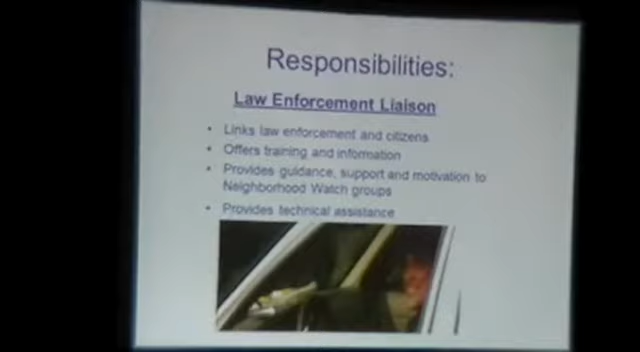 Responsibilities:
Law Enforcement Liaison
• Links law enforcement and citizens
• Offers training and information
• Provides guidance, support and motivation to
Neighborhood Watch groups
• Provides technical assistance